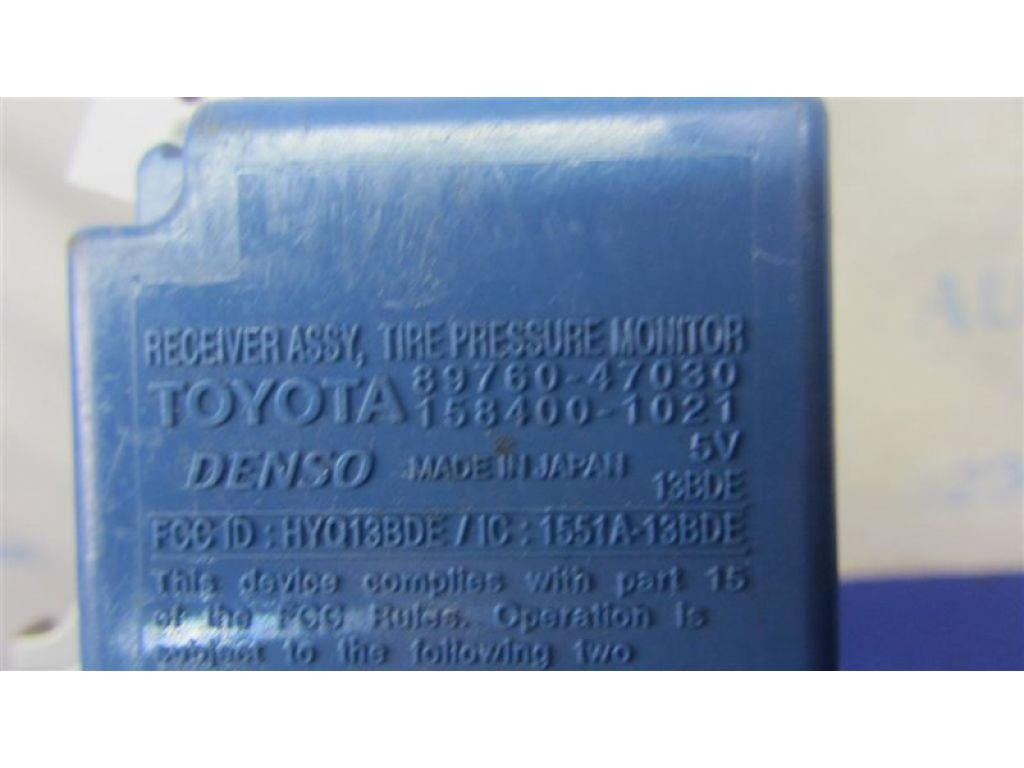 RECEIVER ASSY, TIRE PRESSURE MONITOR
TOYOTA 89760-47030
158400-1021
DENSO MADE IN JAPAN 5V
13BDE
FCC ID : HYQ13BDE / IC : 1551A-13BDE
This device complies with part 15
of the FCC Rules. Operation is
subject to the following two
AU